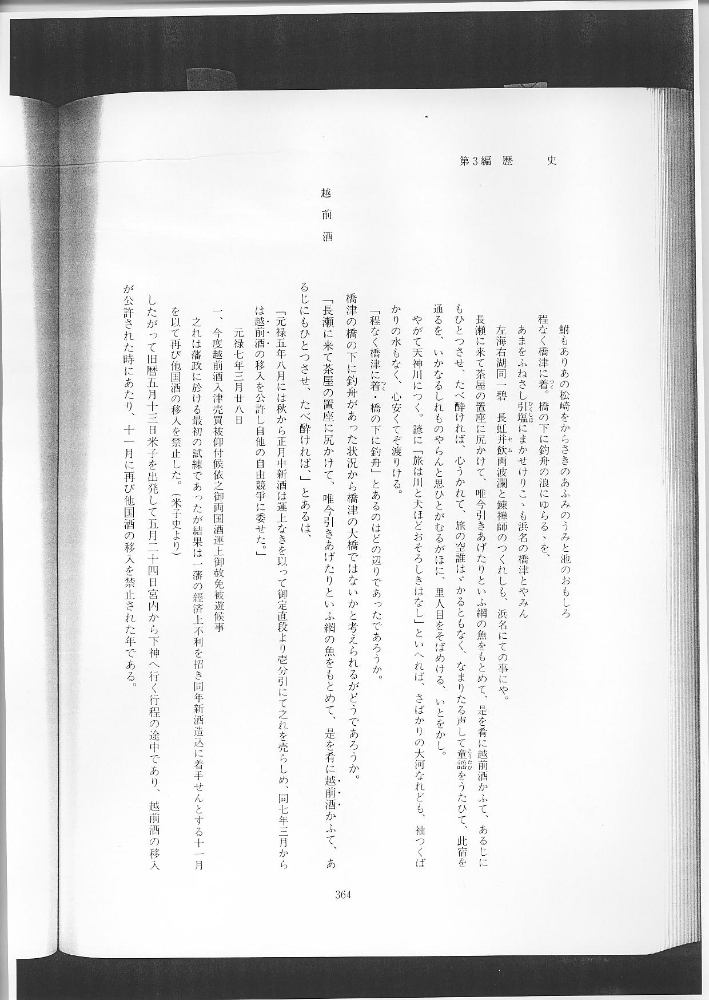 第3編 歴 史
鮒もありあの松崎をからさきのあふみのうみと池のおもしろ
程なく橋津に着。橋の下に釣舟の浪にゆらるゝを、
あまをふねさし引塩にまかせけりこゝも浜名の橋津とやみん
左海右湖同一碧 長虹并飲両波瀾と錬禅師のつくれしも、浜名にての事にや。
長瀬に来て茶屋の置座に尻かけて、唯今引きあげたりといふ網の魚をもとめて、是を肴に越前酒かふて、あるじに
もひとつさせ、たべ酔ければ、心うかれて、旅の空誰はゞかるともなく、なまりたる声して童謡をうたひて、此宿を
通るを、いかなるしれものやらんと思ひとがむるがほに、里人目をそばめける、いとをかし。
やがて天神川につく。諺に「旅は川と犬ほどおそろしきはなし」といへれば、さばかりの大河なれども、袖つくば
かりの水もなく、心安くてぞ渡りける。
「程なく橋津に着・橋の下に釣舟」とあるのはどの辺りであったであろうか。
橋津の橋の下に釣舟があった状況から橋津の大橋ではないかと考えられるがどうであろうか。
越前酒
「長瀬に来て茶屋の置座に尻かけて、唯今引きあげたりといふ網の魚をもとめて、是を肴に越前酒かふて、あ
るじにもひとつさせ、たべ酔ければ、」とあるは、
「元禄五年八月には秋から正月中新酒は運上なきを以って御定直段より壱分引にて之れを売らしめ、同七年三月から
は越前酒の移入を公許し自他の自由競爭に委せた。」
元禄七年三月廿八日
一、今度越前酒入津売買被仰付候依之御両国酒運上御赦免被遊候事
之れは藩政に於ける最初の試練であったが結果は一藩の經済上不利を招き同年新酒造込に着手せんとする十一月
を以て再び他国酒の移入を禁止した。（米子史より）
したがって旧暦五月十三日米子を出発して五月二十四日宮内から下神へ行く行程の途中であり、越前酒の移入
が公許された時にあたり、十一月に再び他国酒の移入を禁止された年である。
364